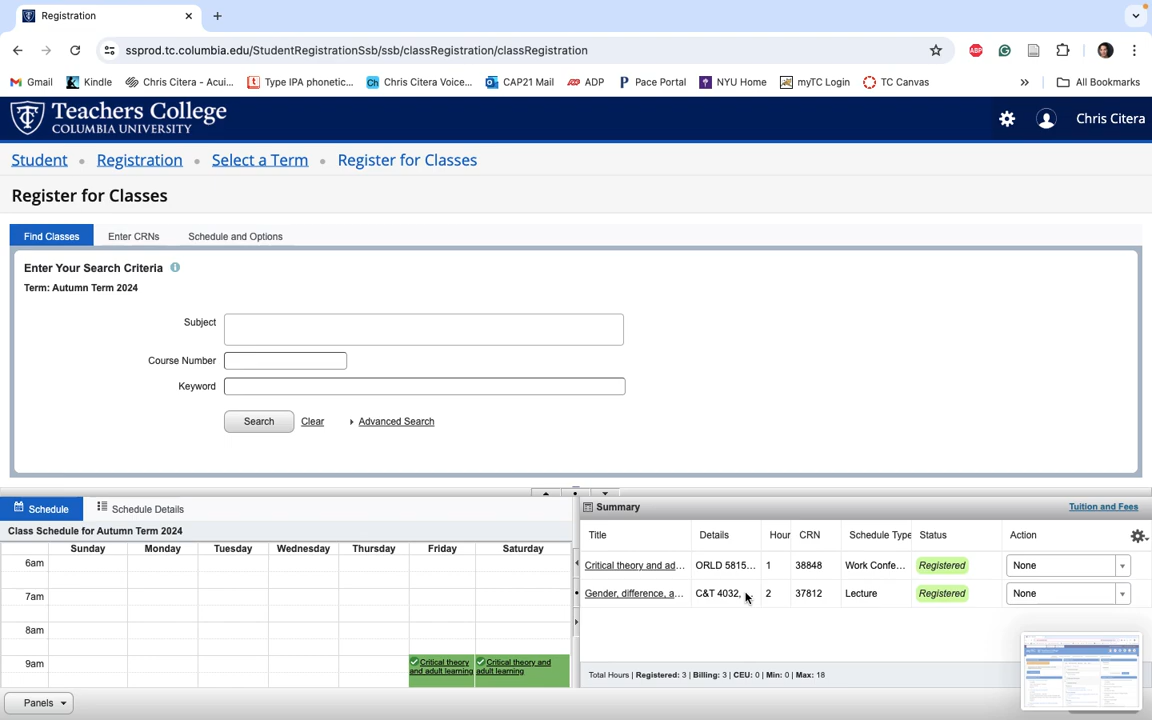 Registration
ssprod.tc.columbia.edu/StudentRegistrationSsb/ssb/classRegistration/classRegistration
ABP
Gmail
Kindle
Chris Citera - Acui...
Type IPA phonetic...
Chris Citera Voice...
CAP21 Mail
ADP
Pace Portal
NYU Home
myTC Login
TC Canvas
»
All Bookmarks
Teachers College
COLUMBIA UNIVERSITY
Chris Citera
Student • Registration • Select a Term • Register for Classes
Register for Classes
Find Classes
Enter CRNs
Schedule and Options
Enter Your Search Criteria
Term: Autumn Term 2024
Subject
Course Number
Keyword
Search
Clear
Advanced Search
Schedule
Schedule Details
Class Schedule for Autumn Term 2024
Sunday Monday Tuesday Wednesday Thursday Friday Saturday
6am
7am
8am
9am
Critical theory and adult learning
Critical theory and adult learning
Summary
Tuition and Fees
Title Details Hour CRN Schedule Type Status Action
Critical theory and ad... ORLD 5815... 1 38848 Work Confe... Registered None
Gender, difference, a... C&T 4032, 2 37812 Lecture Registered None
Total Hours | Registered: 3 | Billing: 3 | CEU: 0 | Min: 0 | Max: 18
Panels